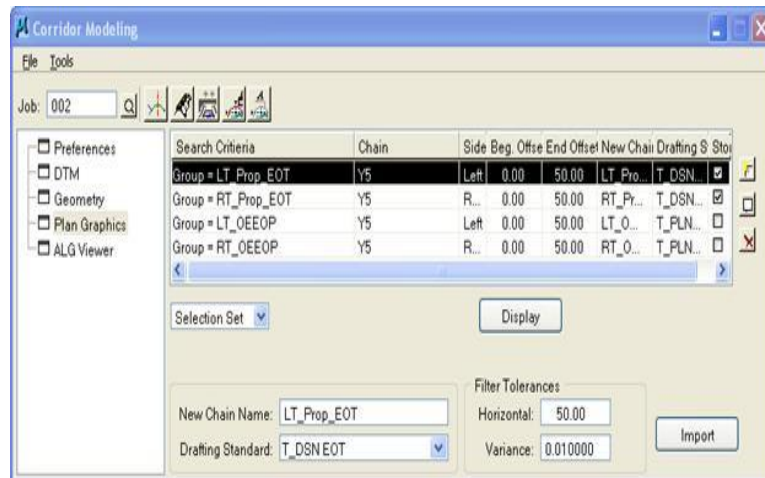 Corridor Modeling
File Tools
Job: 002
Preferences
DTM
Geometry
Plan Graphics
ALG Viewer
Search Critieria Chain Side Beg. Offse End Offset New Chai Drafting S Stor
Group = LT_Prop_EOT Y5 Left 0.00 50.00 LT_Pro... T_DSN...
Group = RT_Prop_EOT Y5 R... 0.00 50.00 RT_Pr... T_DSN...
Group = LT_OEEOP Y5 Left 0.00 50.00 LT_O... T_PLN...
Group = RT_OEEOP Y5 R... 0.00 50.00 RT_O... T_PLN...
Selection Set
Display
New Chain Name: LT_Prop_EOT
Drafting Standard: T_DSN EOT
Filter Tolerances
Horizontal: 50.00
Variance: 0.010000
Import